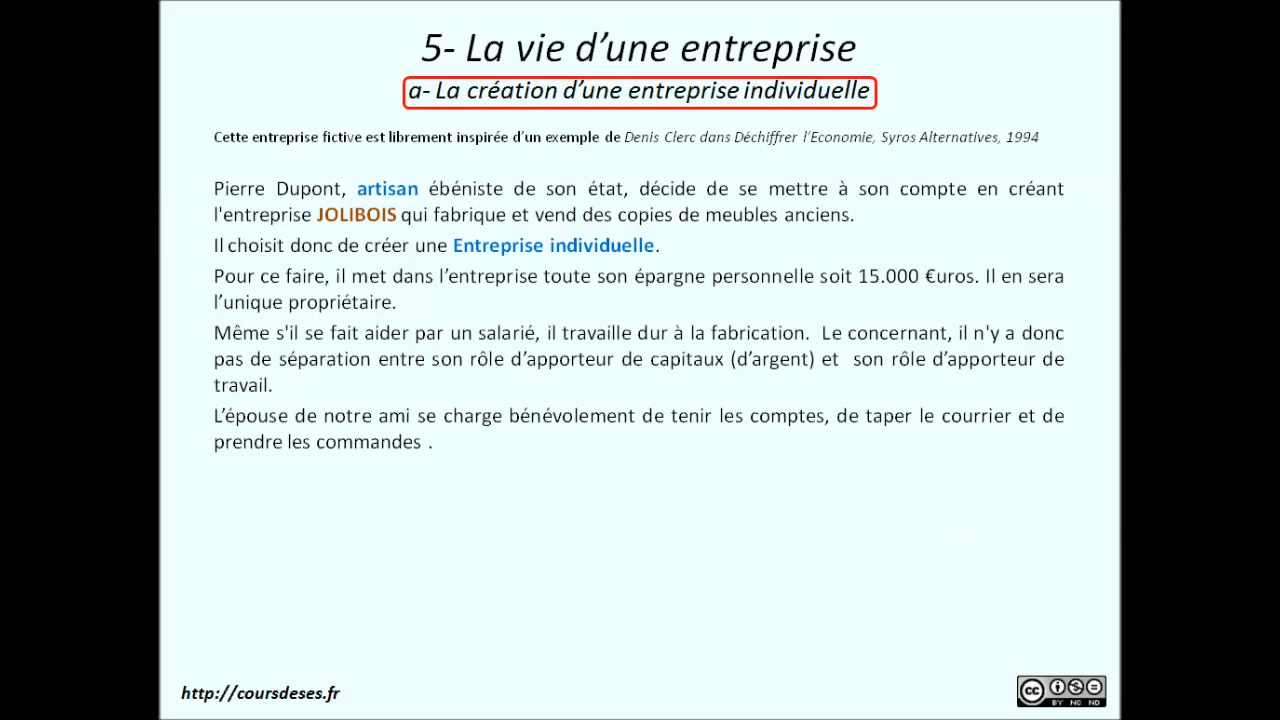 5- La vie d’une entreprise
a- La création d’une entreprise individuelle
Cette entreprise fictive est librement inspirée d’un exemple de Denis Clerc dans Déchiffrer l’Economie, Syros Alternatives, 1994
Pierre Dupont, artisan ébéniste de son état, décide de se mettre à son compte en créant
l'entreprise JOLIBOIS qui fabrique et vend des copies de meubles anciens.
Il choisit donc de créer une Entreprise individuelle.
Pour ce faire, il met dans l’entreprise toute son épargne personnelle soit 15.000 €uros. Il en sera
l’unique propriétaire.
Même s'il se fait aider par un salarié, il travaille dur à la fabrication. Le concernant, il n'y a donc
pas de séparation entre son rôle d’apporteur de capitaux (d’argent) et son rôle d’apporteur de
travail.
L’épouse de notre ami se charge bénévolement de tenir les comptes, de taper le courrier et de
prendre les commandes .
http://coursdeses.fr
cc
BY NC ND